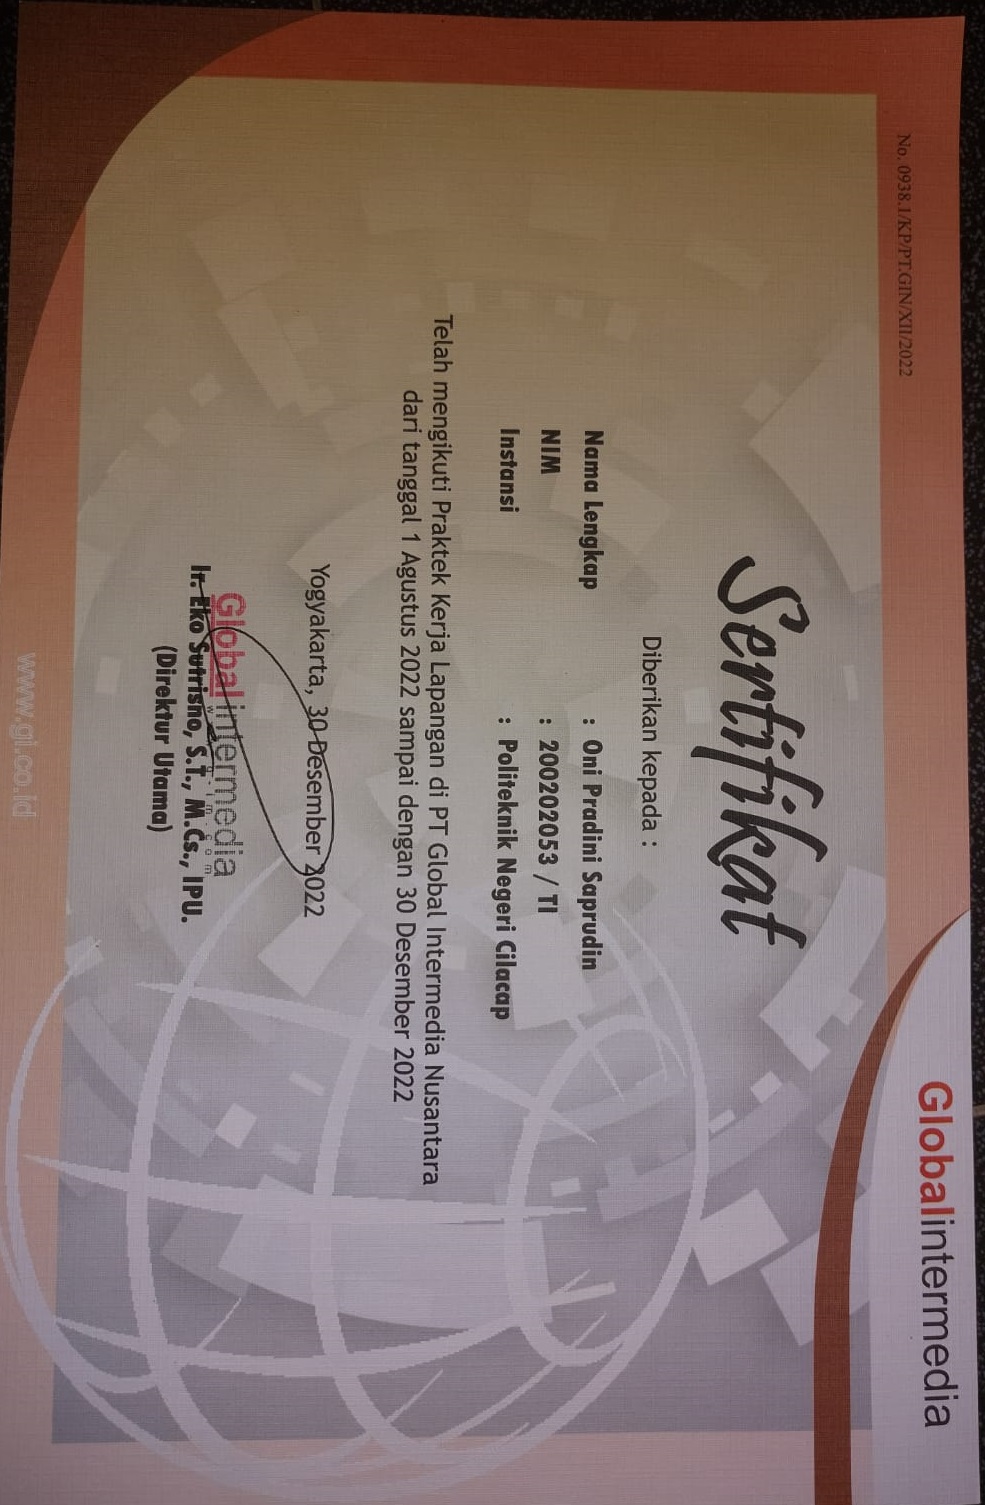 Globalintermedia
No. 0938.1/KP/PT.GIN/XII/2022
Sertifikat
Diberikan kepada :
Nama Lengkap : Oni Pradini Saprudin
NIM : 200202053 / TI
Instansi : Politeknik Negeri Cilacap
Telah mengikuti Praktek Kerja Lapangan di PT Global Intermedia Nusantara
dari tanggal 1 Agustus 2022 sampai dengan 30 Desember 2022
Yogyakarta, 30 Desember 2022
Global intermedia
Ir. Eko Sutrisno, S.T., M.Cs., IPU.
(Direktur Utama)
www.gi.co.id